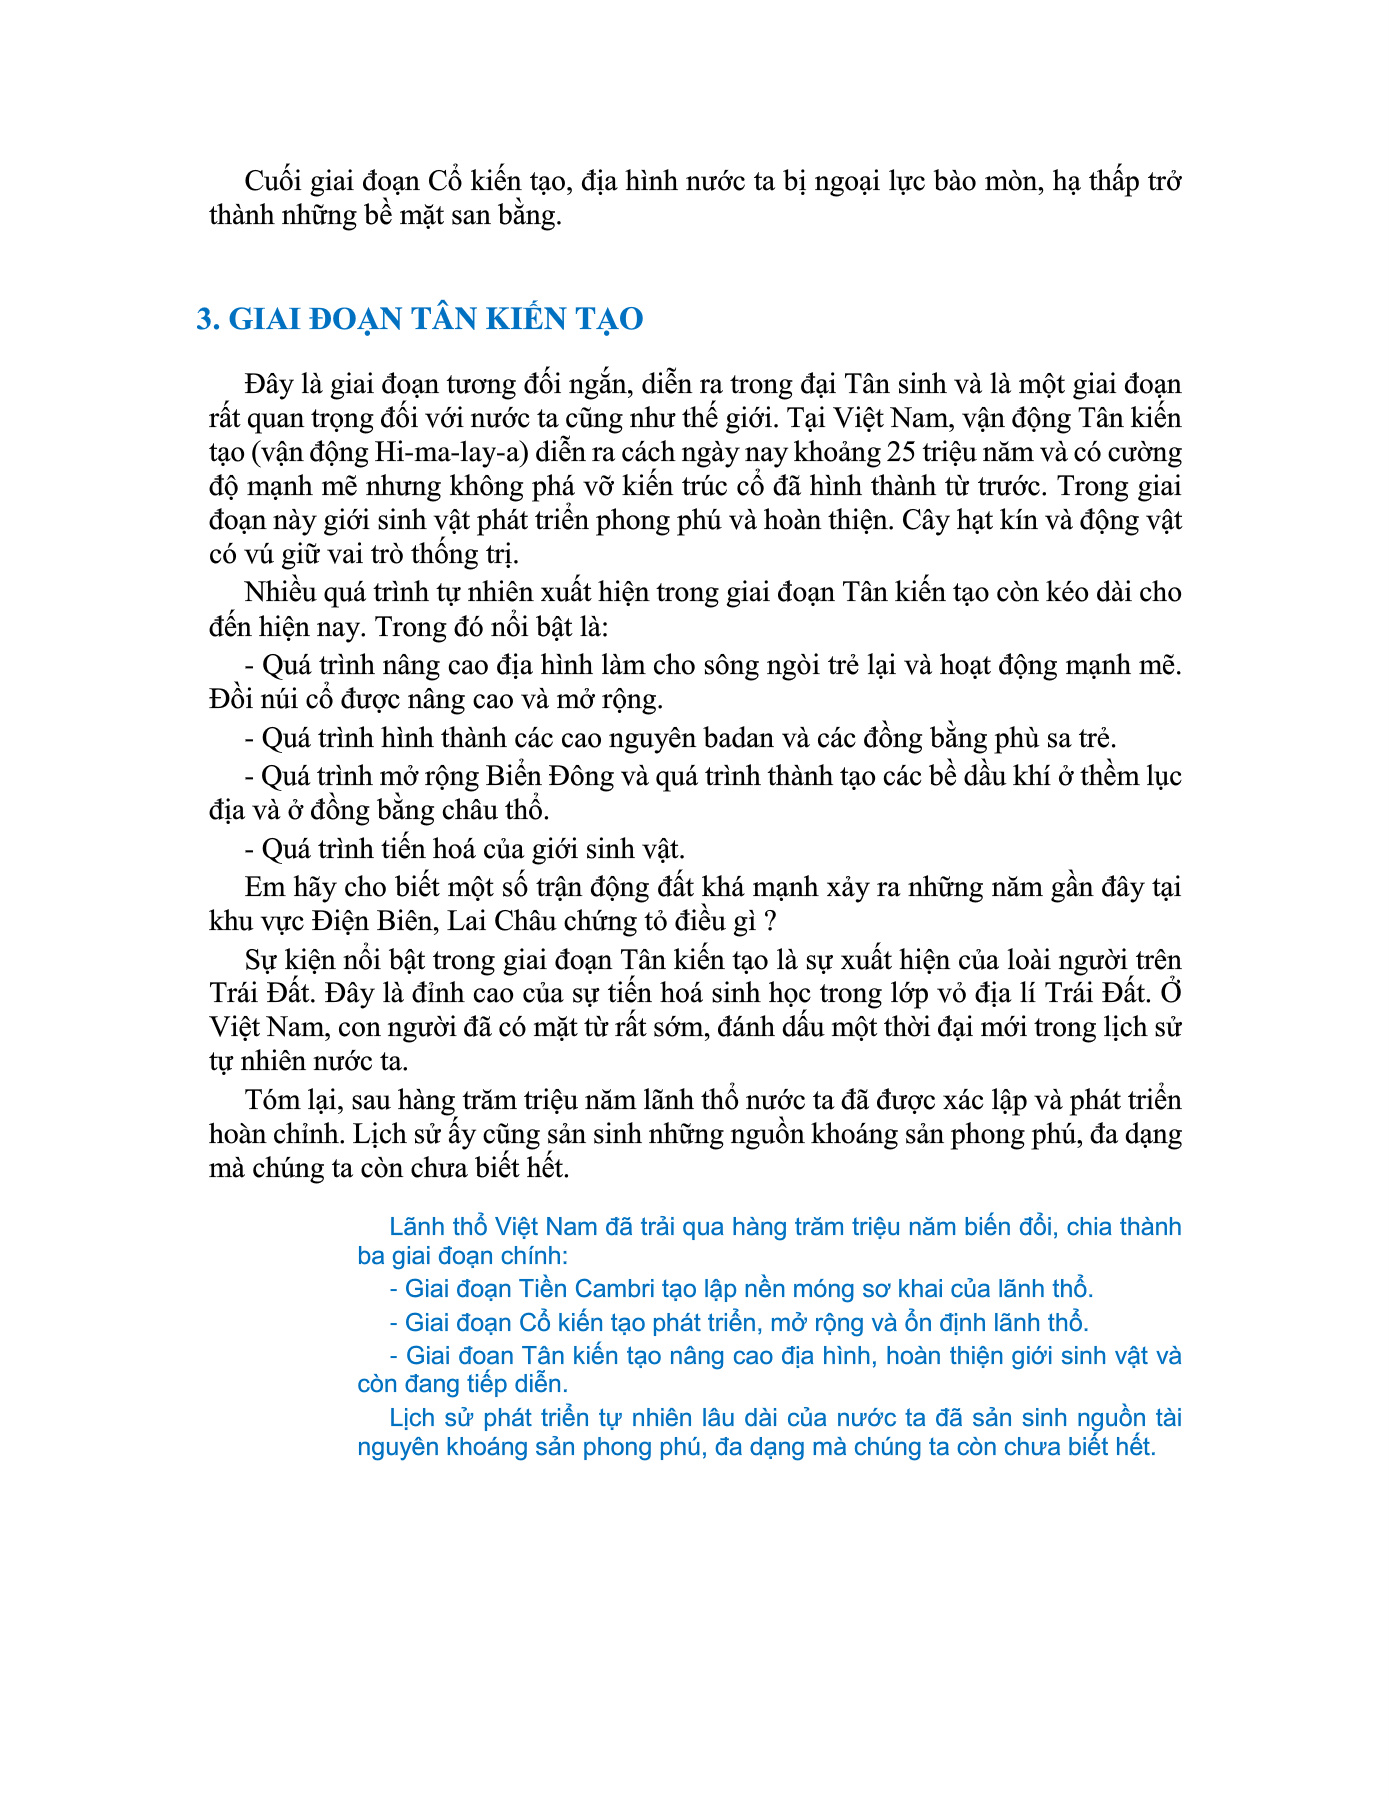 Cuối giai đoạn Cổ kiến tạo, địa hình nước ta bị ngoại lực bào mòn, hạ thấp trở
thành những bề mặt san bằng.
3. GIAI ĐOẠN TÂN KIẾN TẠO
Đây là giai đoạn tương đối ngắn, diễn ra trong đại Tân sinh và là một giai đoạn
rất quan trọng đối với nước ta cũng như thế giới. Tại Việt Nam, vận động Tân kiến
tạo (vận động Hi-ma-lay-a) diễn ra cách ngày nay khoảng 25 triệu năm và có cường
độ mạnh mẽ nhưng không phá vỡ kiến trúc cổ đã hình thành từ trước. Trong giai
đoạn này giới sinh vật phát triển phong phú và hoàn thiện. Cây hạt kín và động vật
có vú giữ vai trò thống trị.
Nhiều quá trình tự nhiên xuất hiện trong giai đoạn Tân kiến tạo còn kéo dài cho
đến hiện nay. Trong đó nổi bật là:
- Quá trình nâng cao địa hình làm cho sông ngòi trẻ lại và hoạt động mạnh mẽ.
Đồi núi cổ được nâng cao và mở rộng.
- Quá trình hình thành các cao nguyên badan và các đồng bằng phù sa trẻ.
- Quá trình mở rộng Biển Đông và quá trình thành tạo các bề dầu khí ở thềm lục
địa và ở đồng bằng châu thổ.
- Quá trình tiến hoá của giới sinh vật.
Em hãy cho biết một số trận động đất khá mạnh xảy ra những năm gần đây tại
khu vực Điện Biên, Lai Châu chứng tỏ điều gì ?
Sự kiện nổi bật trong giai đoạn Tân kiến tạo là sự xuất hiện của loài người trên
Trái Đất. Đây là đỉnh cao của sự tiến hoá sinh học trong lớp vỏ địa lí Trái Đất. Ở
Việt Nam, con người đã có mặt từ rất sớm, đánh dấu một thời đại mới trong lịch sử
tự nhiên nước ta.
Tóm lại, sau hàng trăm triệu năm lãnh thổ nước ta đã được xác lập và phát triển
hoàn chỉnh. Lịch sử ấy cũng sản sinh những nguồn khoáng sản phong phú, đa dạng
mà chúng ta còn chưa biết hết.
Lãnh thổ Việt Nam đã trải qua hàng trăm triệu năm biến đổi, chia thành
ba giai đoạn chính:
- Giai đoạn Tiền Cambri tạo lập nền móng sơ khai của lãnh thổ.
- Giai đoạn Cổ kiến tạo phát triển, mở rộng và ổn định lãnh thổ.
- Giai đoan Tân kiến tạo nâng cao địa hình, hoàn thiện giới sinh vật và
còn đang tiếp diễn.
Lịch sử phát triển tự nhiên lâu dài của nước ta đã sản sinh nguồn tài
nguyên khoáng sản phong phú, đa dạng mà chúng ta còn chưa biết hết.